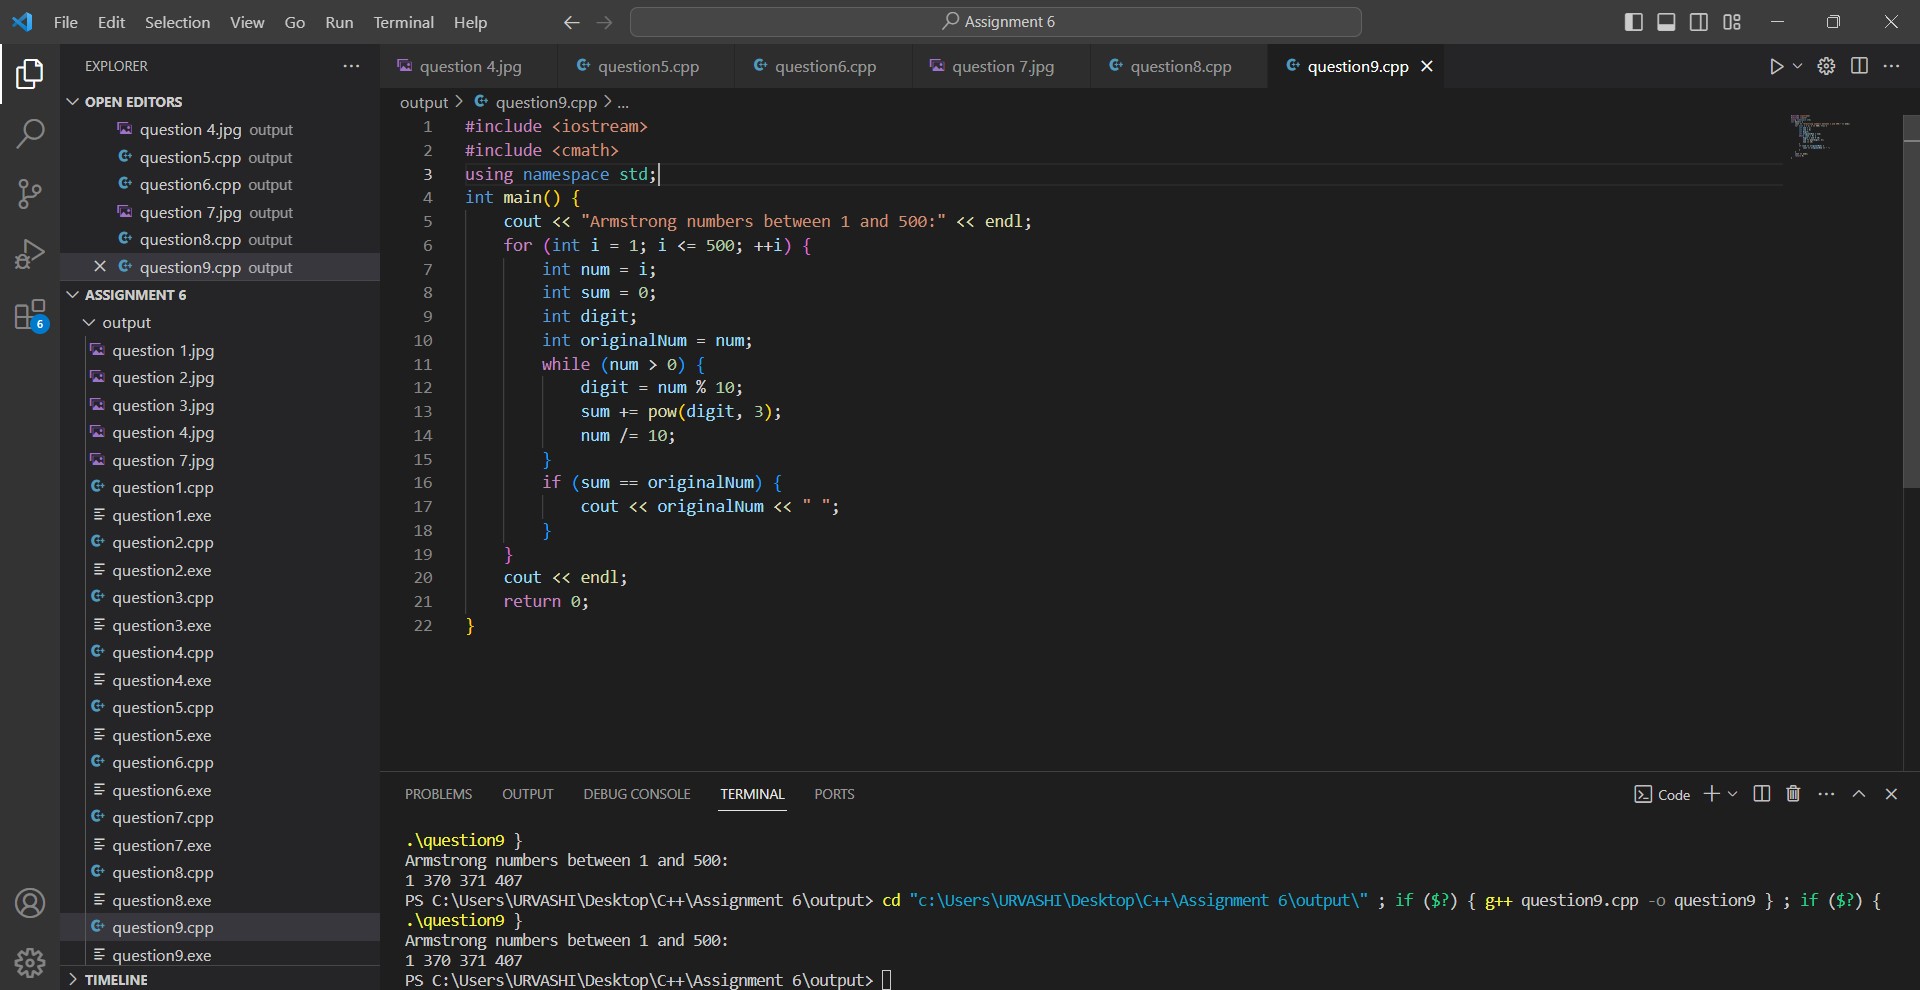 File Edit Selection View Go Run Terminal Help
Assignment 6
EXPLORER
OPEN EDITORS
question 4.jpg output
question5.cpp output
question6.cpp output
question 7.jpg output
question8.cpp output
question9.cpp output
ASSIGNMENT 6
output
question 1.jpg
question 2.jpg
question 3.jpg
question 4.jpg
question 7.jpg
question1.cpp
question1.exe
question2.cpp
question2.exe
question3.cpp
question3.exe
question4.cpp
question4.exe
question5.cpp
question5.exe
question6.cpp
question6.exe
question7.cpp
question7.exe
question8.cpp
question8.exe
question9.cpp
question9.exe
TIMELINE
6
question 4.jpg question5.cpp question6.cpp question 7.jpg question8.cpp question9.cpp
output > question9.cpp > ...
1 #include <iostream>
2 #include <cmath>
3 using namespace std;
4 int main() {
5 cout << "Armstrong numbers between 1 and 500:" << endl;
6 for (int i = 1; i <= 500; ++i) {
7 int num = i;
8 int sum = 0;
9 int digit;
10 int originalNum = num;
11 while (num > 0) {
12 digit = num % 10;
13 sum += pow(digit, 3);
14 num /= 10;
15 }
16 if (sum == originalNum) {
17 cout << originalNum << " ";
18 }
19 }
20 cout << endl;
21 return 0;
22 }
PROBLEMS OUTPUT DEBUG CONSOLE TERMINAL PORTS
Code
.\question9 }
Armstrong numbers between 1 and 500:
1 370 371 407
PS C:\Users\URVASHI\Desktop\C++\Assignment 6\output> cd "c:\Users\URVASHI\Desktop\C++\Assignment 6\output\" ; if ($?) { g++ question9.cpp -o question9 } ; if ($?) {
.\question9 }
Armstrong numbers between 1 and 500:
1 370 371 407
PS C:\Users\URVASHI\Desktop\C++\Assignment 6\output>